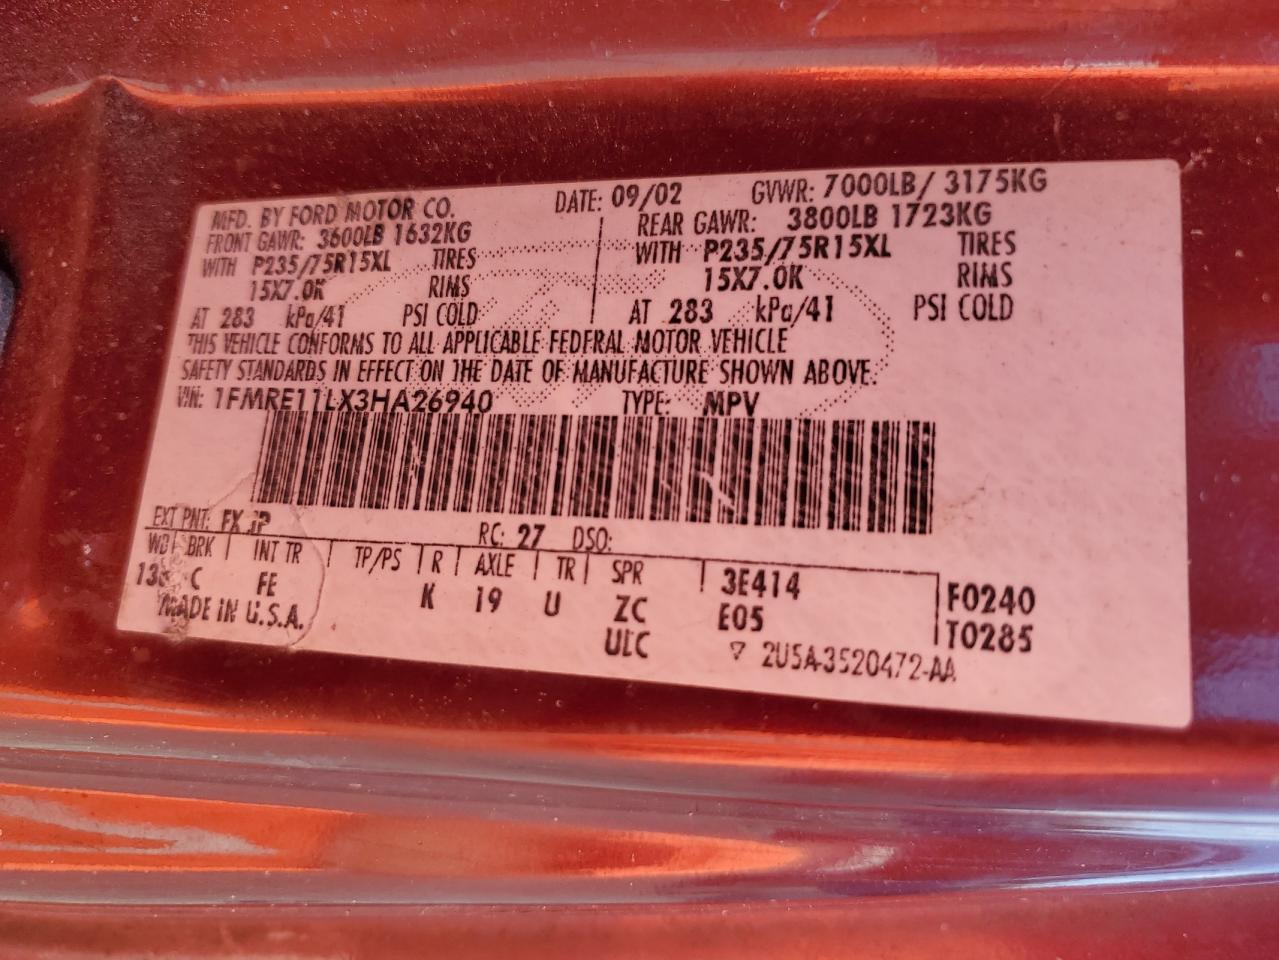 MFD. BY FORD MOTOR CO. DATE: 09/02 GVWR: 7000LB/ 3175KG
FRONT GAWR: 3600LB 1632KG REAR GAWR: 3800LB 1723KG
WITH P235/75R15XL TIRES WITH P235/75R15XL TIRES
15X7.0K RIMS 15X7.0K RIMS
AT 283 kPa/41 PSI COLD AT 283 kPa/41 PSI COLD
THIS VEHICLE CONFORMS TO ALL APPLICABLE FEDERAL MOTOR VEHICLE
SAFETY STANDARDS IN EFFECT ON THE DATE OF MANUFACTURE SHOWN ABOVE.
VIN: 1FMRE11LX3HA26940 TYPE: MPV
EXT PNT: FX RC: 27 DSO:
WB BRK INT TR TP/PS R AXLE TR SPR 3E414 F0240
C FE K 19 U ZC E05 T0285
MADE IN U.S.A. ULC ▽ 2U5A-3520472-AA